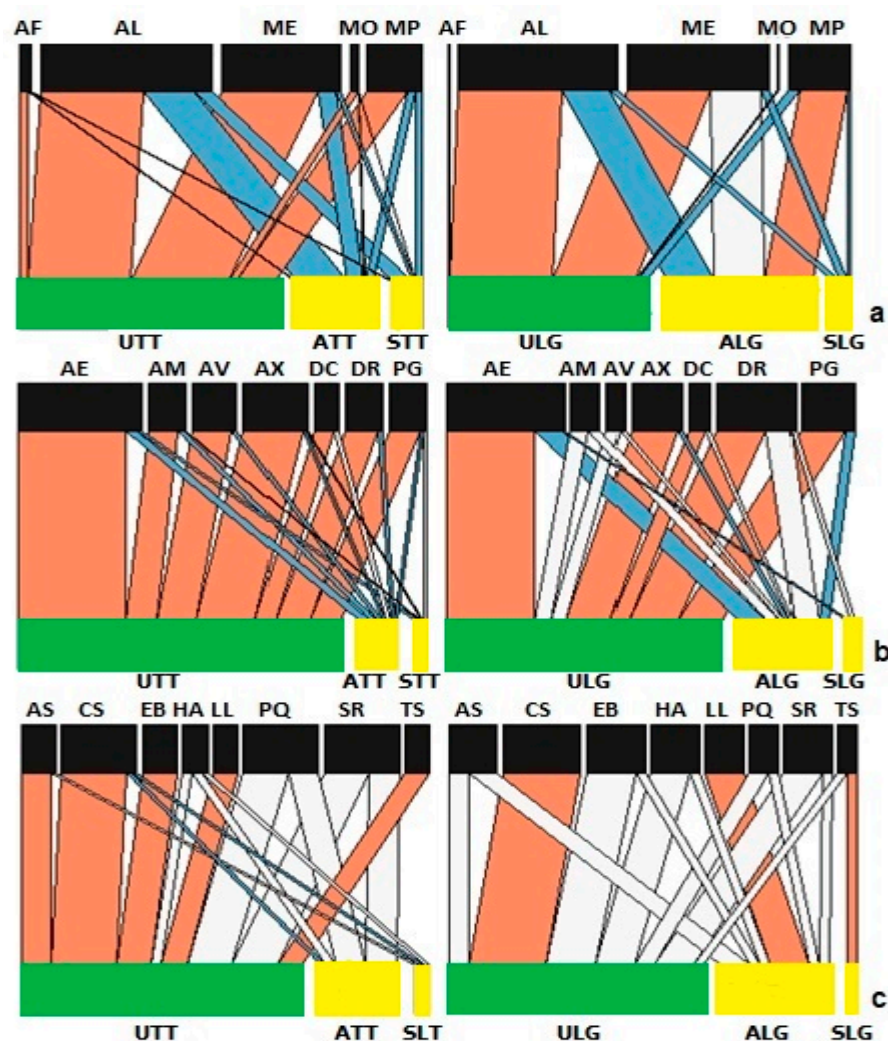 AF AL ME MO MP AF AL ME MO MP
a
UTT ATT STT ULG ALG SLG
AE AM AV AX DC DR PG AE AM AV AX DC DR PG
b
UTT ATT STT ULG ALG SLG
AS CS EB HA LL PQ SR TS AS CS EB HA LL PQ SR TS
c
UTT ATT SLT ULG ALG SLG